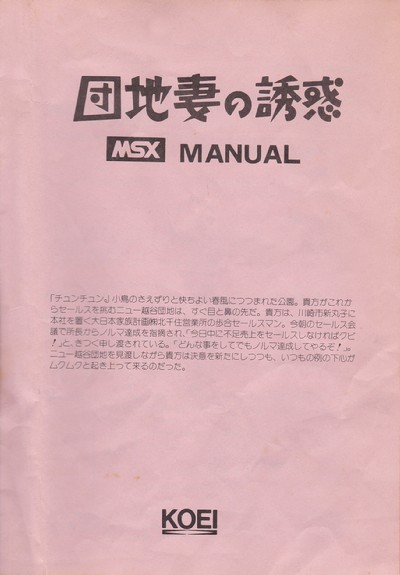 団地妻の誘惑
MSX MANUAL
「チュンチュン。」小鳥のさえずりと快ちよい春風につつまれた公園。貴方がこれか
らセールスを挑むニュー越谷団地は、すぐ目と鼻の先だ。貴方は、川崎市新丸子に
本社を置く大日本家族計画㈱北千住営業所の歩合セールスマン。今朝のセールス会
議で所長からノルマ達成を指摘され、「今日中に不足売上をセールスしなければクビ
！」と、きつく申し渡されている。「どんな事をしてでもノルマ達成してやるぞ！」。
ニュー越谷団地を見渡しながら貴方は決意を新たにしつつも、いつもの例の下心が
ムクムクと起き上って来るのだった。
KOEI